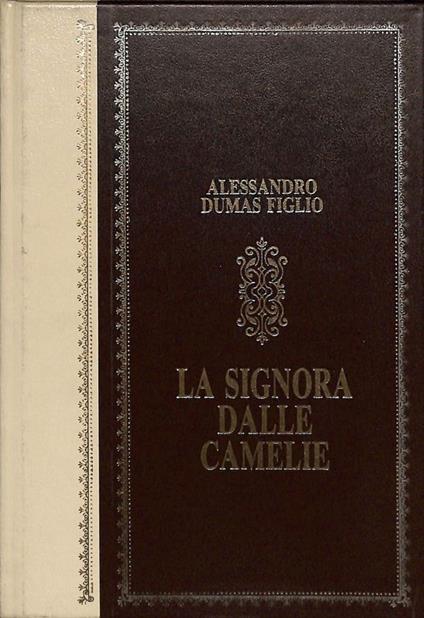 ALESSANDRO
DUMAS FIGLIO
LA SIGNORA
DALLE
CAMELIE